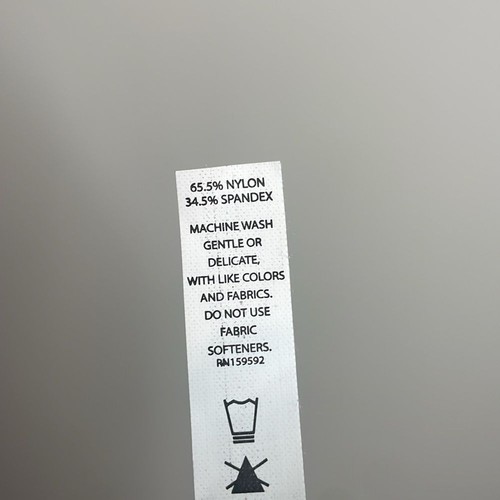 65.5% NYLON
34.5% SPANDEX
MACHINE WASH
GENTLE OR
DELICATE,
WITH LIKE COLORS
AND FABRICS.
DO NOT USE
FABRIC
SOFTENERS.
RN159592